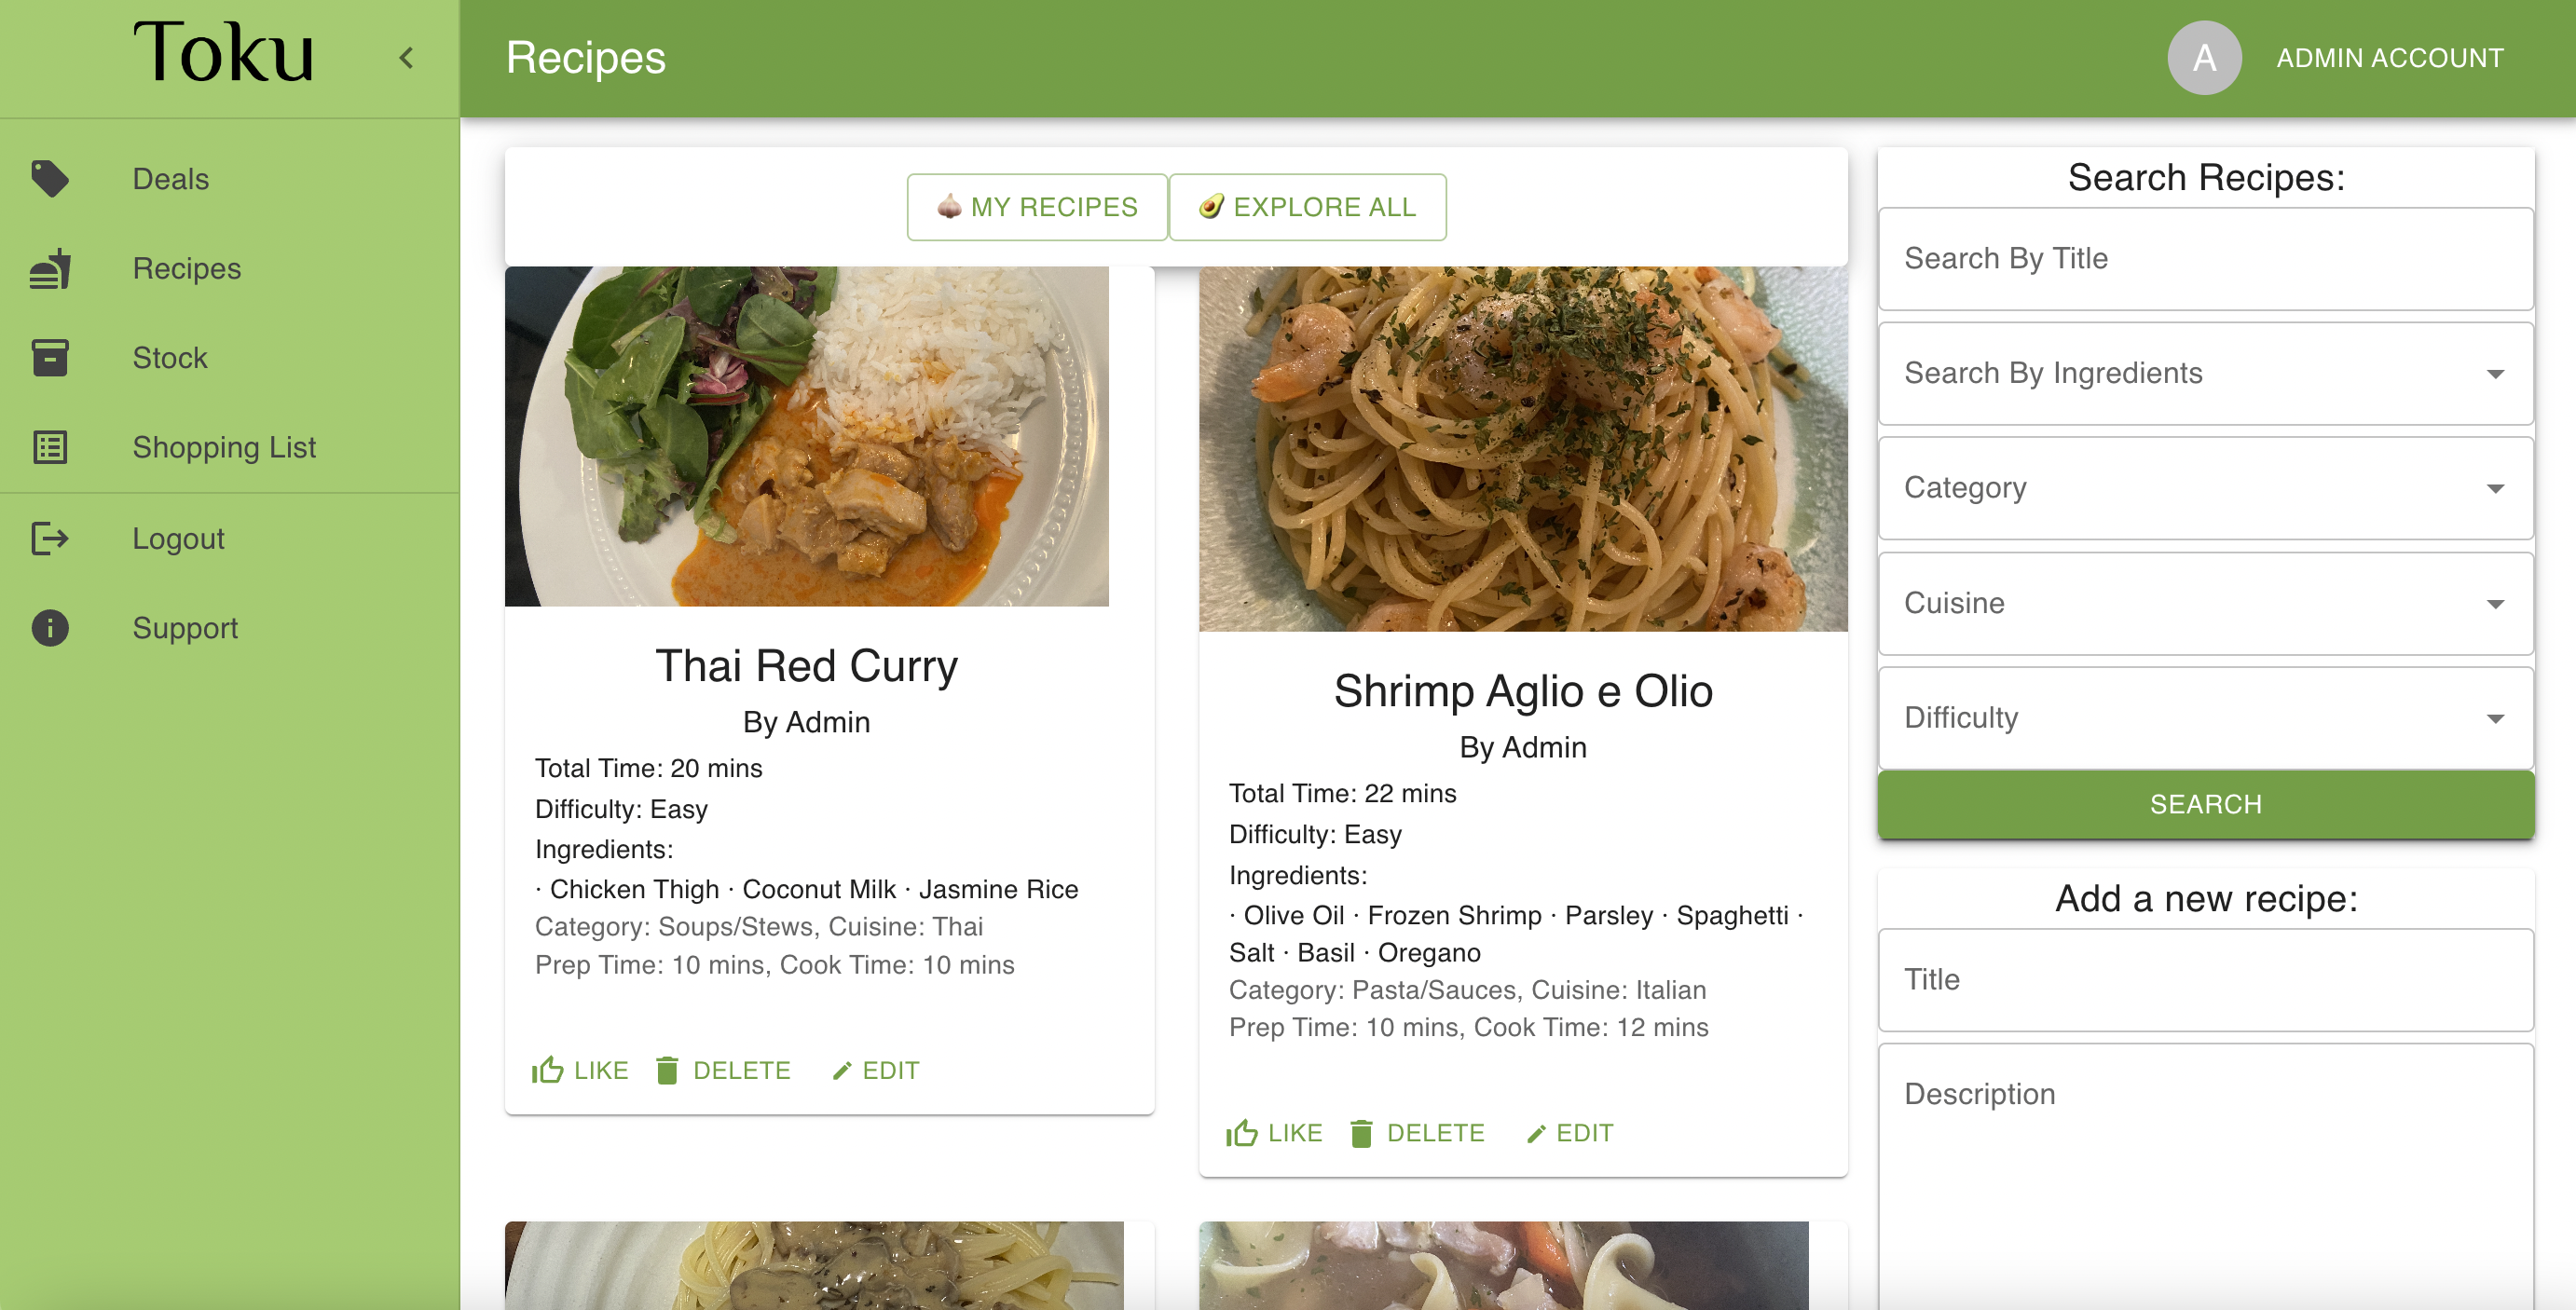 Toku
Recipes
A
ADMIN ACCOUNT
Deals
Recipes
Stock
Shopping List
Logout
Support
MY RECIPES
EXPLORE ALL
Thai Red Curry
By Admin
Total Time: 20 mins
Difficulty: Easy
Ingredients:
· Chicken Thigh · Coconut Milk · Jasmine Rice
Category: Soups/Stews, Cuisine: Thai
Prep Time: 10 mins, Cook Time: 10 mins
LIKE
DELETE
EDIT
Shrimp Aglio e Olio
By Admin
Total Time: 22 mins
Difficulty: Easy
Ingredients:
· Olive Oil · Frozen Shrimp · Parsley · Spaghetti ·
Salt · Basil · Oregano
Category: Pasta/Sauces, Cuisine: Italian
Prep Time: 10 mins, Cook Time: 12 mins
LIKE
DELETE
EDIT
Search Recipes:
Search By Title
Search By Ingredients
Category
Cuisine
Difficulty
SEARCH
Add a new recipe:
Title
Description